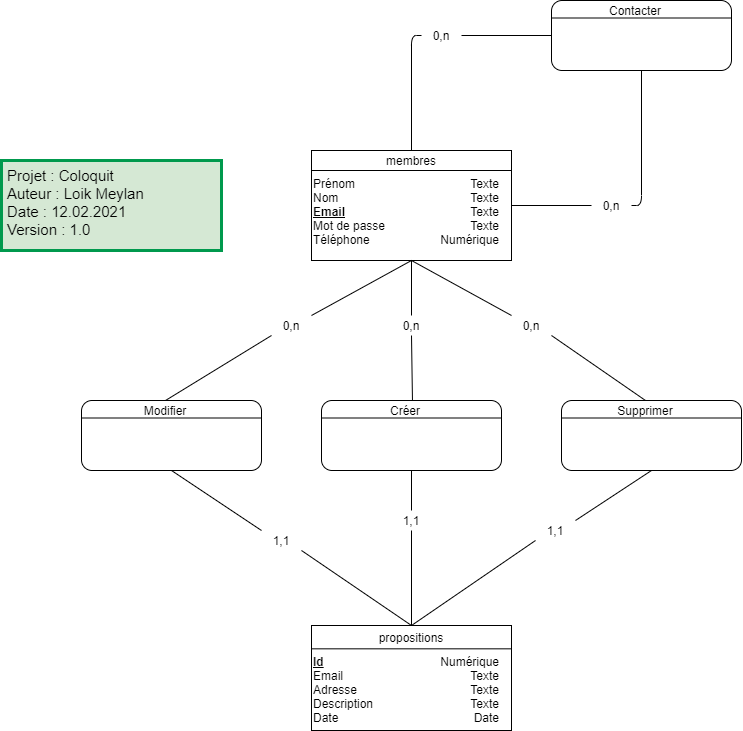 Contacter
0,n
membres
Projet : Coloquit
Auteur : Loik Meylan
Date : 12.02.2021
Version : 1.0
Prénom Texte
Nom Texte
Email Texte
Mot de passe Texte
Téléphone Numérique
0,n
0,n 0,n 0,n
Modifier Créer Supprimer
1,1 1,1 1,1
propositions
Id Numérique
Email Texte
Adresse Texte
Description Texte
Date Date